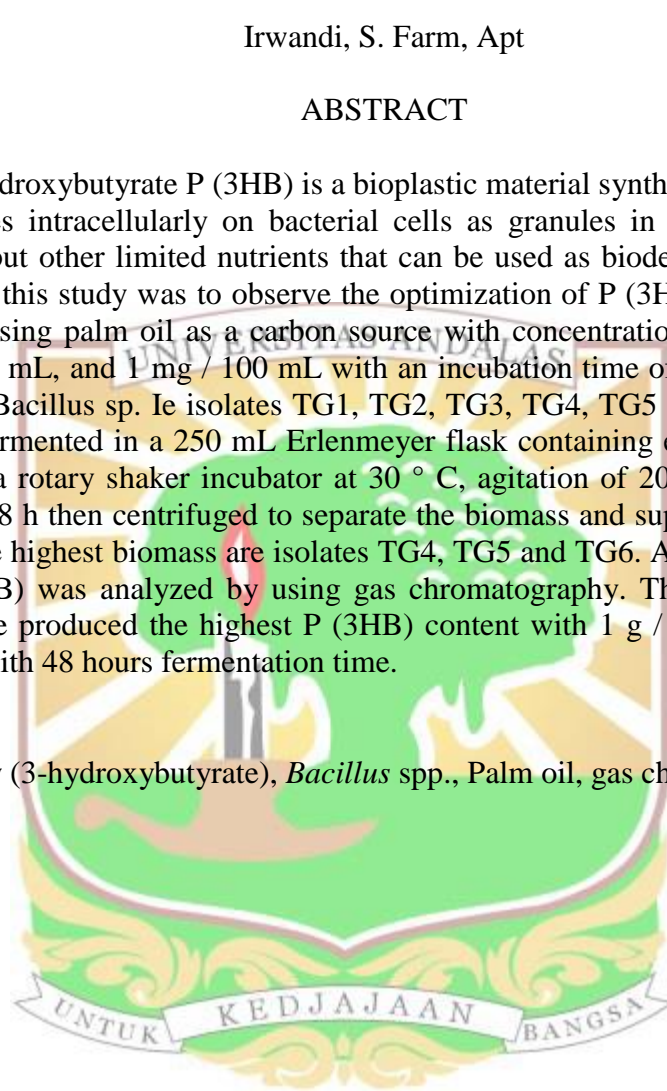 Irwandi, S. Farm, Apt
ABSTRACT
droxybutyrate P (3HB) is a bioplastic material synth
s intracellularly on bacterial cells as granules in
but other limited nutrients that can be used as biode
this study was to observe the optimization of P (3H
sing palm oil as a carbon source with concentration
mL, and 1 mg / 100 mL with an incubation time o
Bacillus sp. Ie isolates TG1, TG2, TG3, TG4, TG5
ermented in a 250 mL Erlenmeyer flask containing
a rotary shaker incubator at 30 ° C, agitation of 20
8 h then centrifuged to separate the biomass and su
e highest biomass are isolates TG4, TG5 and TG6. A
B) was analyzed by using gas chromatography. Th
e produced the highest P (3HB) content with 1 g /
ith 48 hours fermentation time.
(3-hydroxybutyrate), Bacillus spp., Palm oil, gas ch
UNIVERSITAS ANDALAS
UNTUK KEDJAJAAN BANGSA